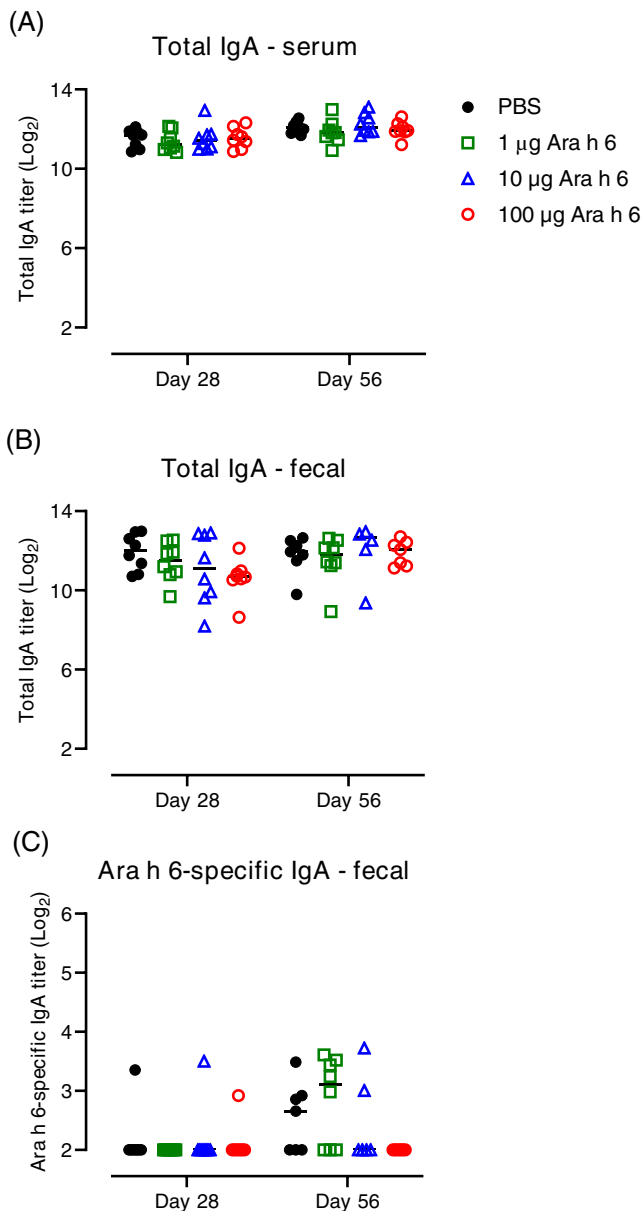 (A)
Total IgA - serum
Total IgA titer (Log₂)
14
10
6
2
Day 28
Day 56
PBS
1 µg Ara h 6
10 µg Ara h 6
100 µg Ara h 6
(B)
Total IgA - fecal
Total IgA titer (Log₂)
14
10
6
2
Day 28
Day 56
(C)
Ara h 6-specific IgA - fecal
Ara h 6-specific IgA titer (Log₂)
6
5
4
3
2
Day 28
Day 56